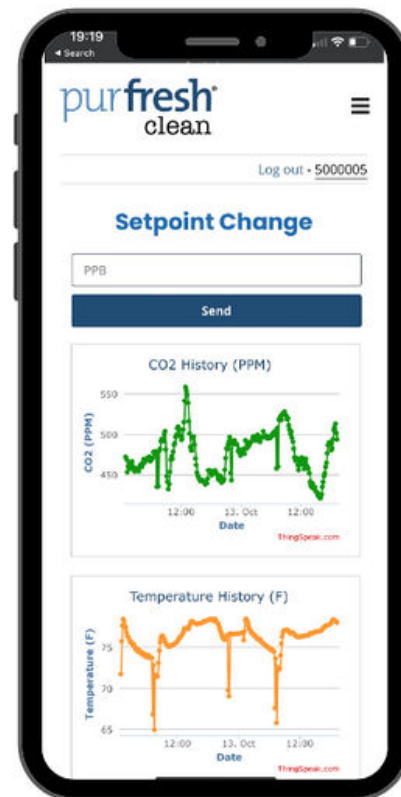 19:19
◂ Search
purfresh®
clean
Log out - 5000005
Setpoint Change
PPB
Send
CO2 History (PPM)
CO2 (PPM)
550
500
450
12:00 13. Oct 12:00
Date
ThingSpeak.com
Temperature History (F)
Temperature (F)
75
70
65
12:00 13. Oct 12:00
Date
ThingSpeak.com